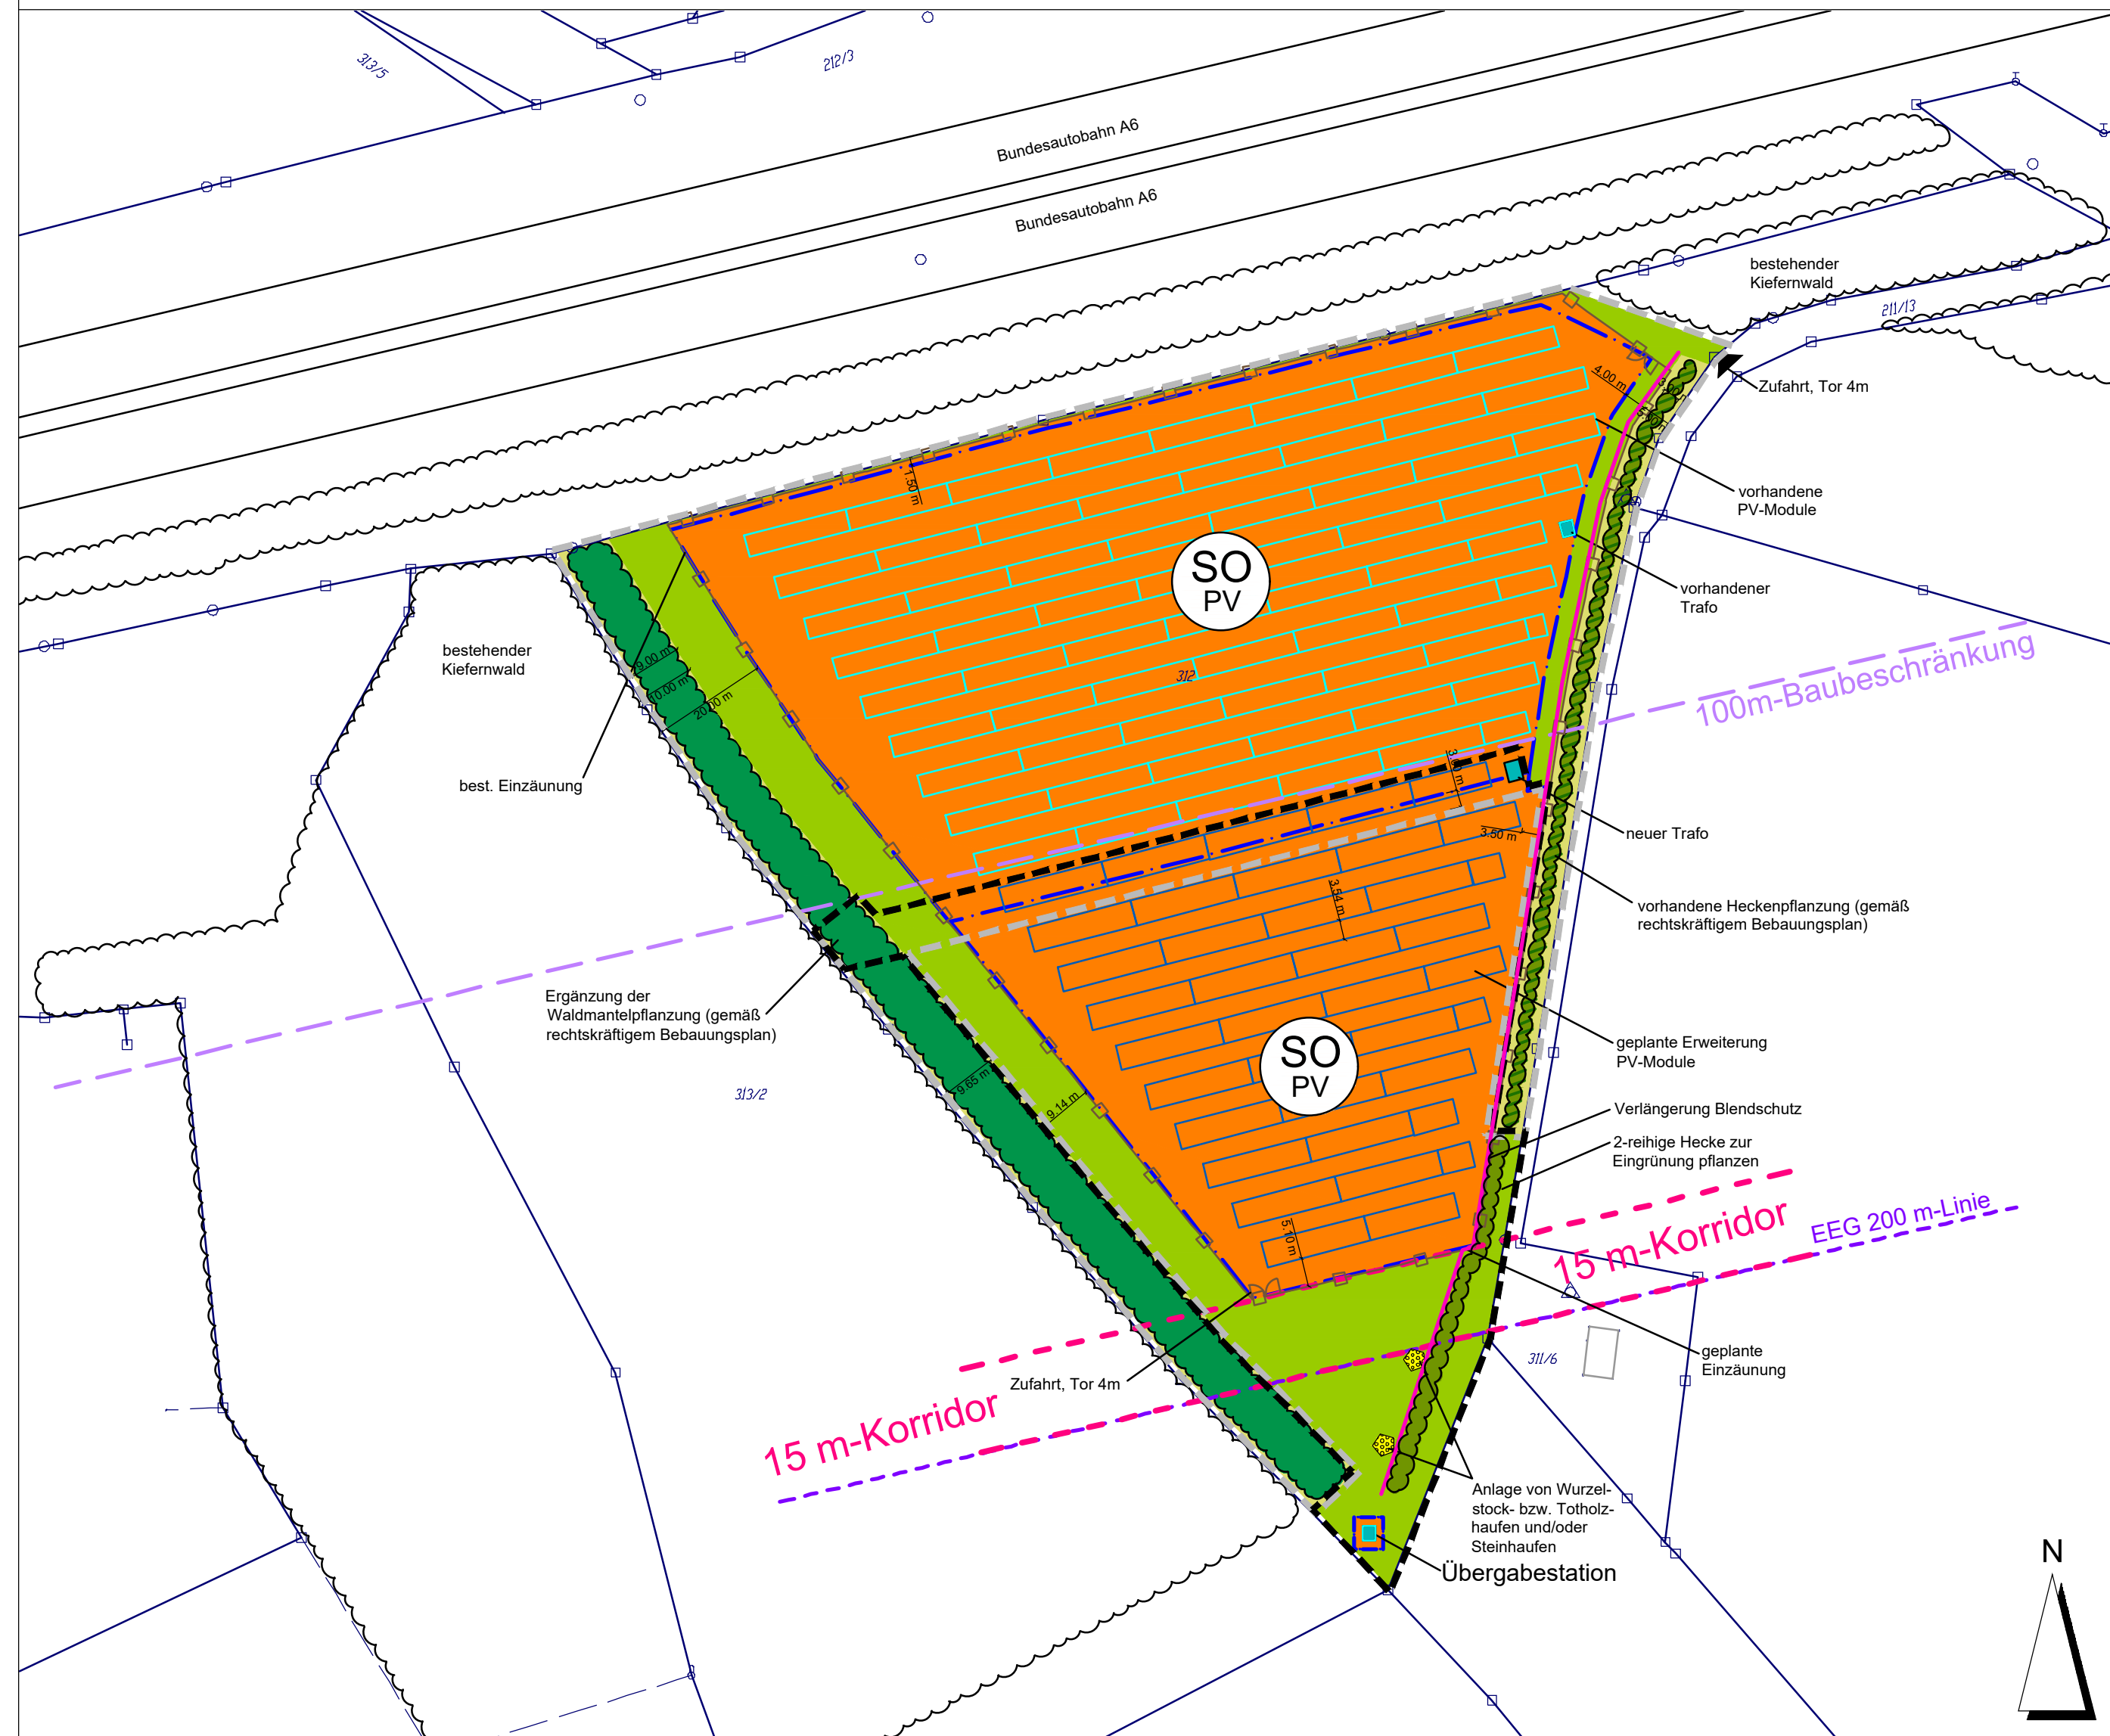 313/5
212/3
Bundesautobahn A6
Bundesautobahn A6
bestehender
Kiefernwald
211/13
Zufahrt, Tor 4m
4.00 m
1.50 m
vorhandene
PV-Module
SO
PV
vorhandener
Trafo
bestehender
Kiefernwald
9.00 m
10.00 m
20.00 m
312
100m-Baubeschränkung
best. Einzäunung
neuer Trafo
3.50 m
3.54 m
vorhandene Heckenpflanzung (gemäß
rechtskräftigem Bebauungsplan)
Ergänzung der
Waldmantelpflanzung (gemäß
rechtskräftigem Bebauungsplan)
geplante Erweiterung
PV-Module
SO
PV
313/2
9.65 m
9.14 m
Verlängerung Blendschutz
2-reihige Hecke zur
Eingrünung pflanzen
5.10 m
15 m-Korridor
EEG 200 m-Linie
311/6
geplante
Einzäunung
Zufahrt, Tor 4m
15 m-Korridor
Anlage von Wurzel-
stock- bzw. Totholz-
haufen und/oder
Steinhaufen
Übergabestation
N